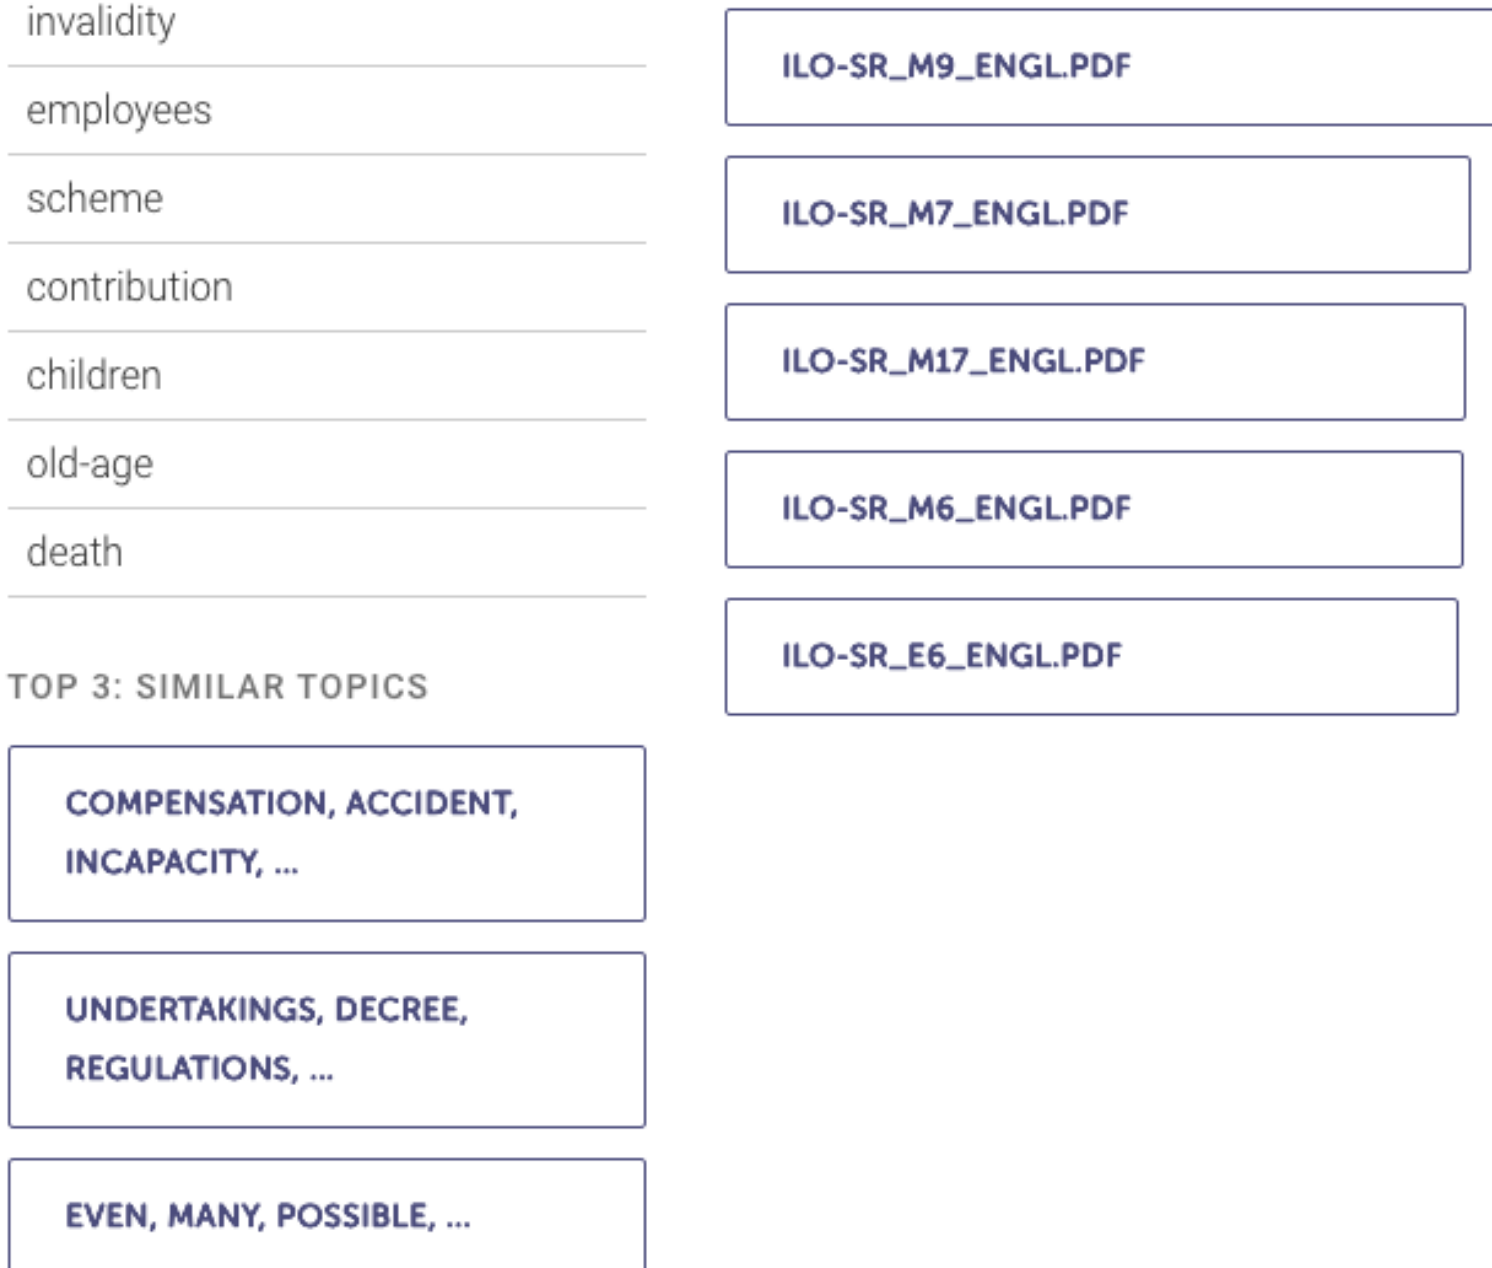 invalidity
employees
scheme
contribution
children
old-age
death
TOP 3: SIMILAR TOPICS
COMPENSATION, ACCIDENT,
INCAPACITY, ...
UNDERTAKINGS, DECREE,
REGULATIONS, ...
EVEN, MANY, POSSIBLE, ...
ILO-SR_M9_ENGL.PDF
ILO-SR_M7_ENGL.PDF
ILO-SR_M17_ENGL.PDF
ILO-SR_M6_ENGL.PDF
ILO-SR_E6_ENGL.PDF